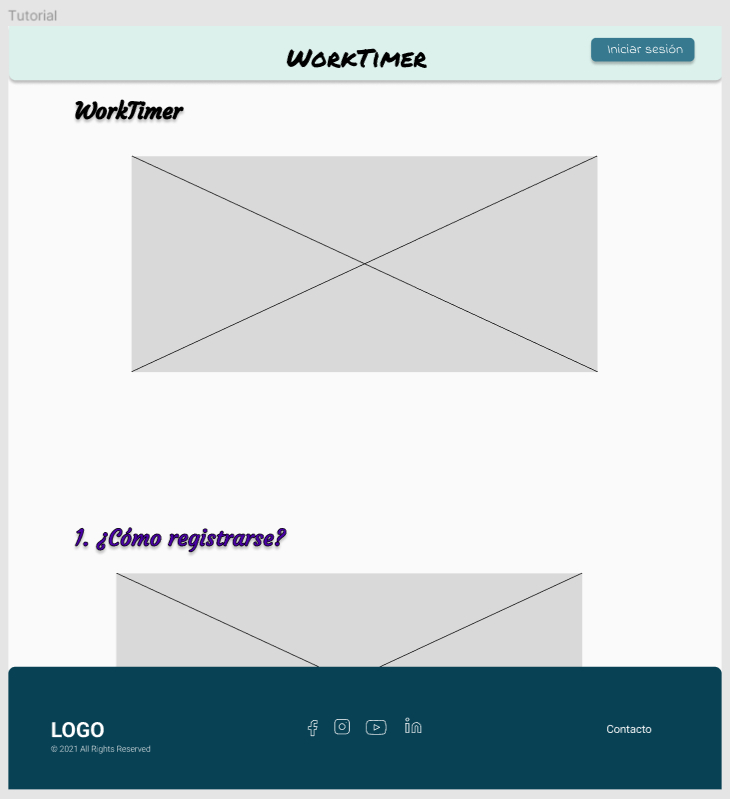 Tutorial
WorkTimer
Iniciar sesión
WorkTimer
1. ¿Cómo registrarse?
LOGO
© 2021 All Rights Reserved
Contacto